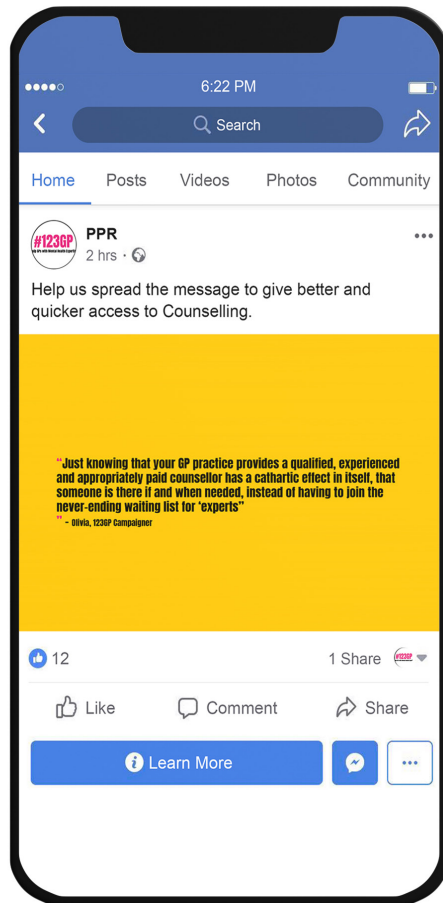 6:22 PM
Search
Home Posts Videos Photos Community
#123GP
PPR
2 hrs
Help us spread the message to give better and
quicker access to Counselling.
"Just knowing that your GP practice provides a qualified, experienced
and appropriately paid counsellor has a cathartic effect in itself, that
someone is there if and when needed, instead of having to join the
never-ending waiting list for 'experts"
" - Olivia, 123GP Campaigner
12
1 Share #123GP
Like Comment Share
Learn More